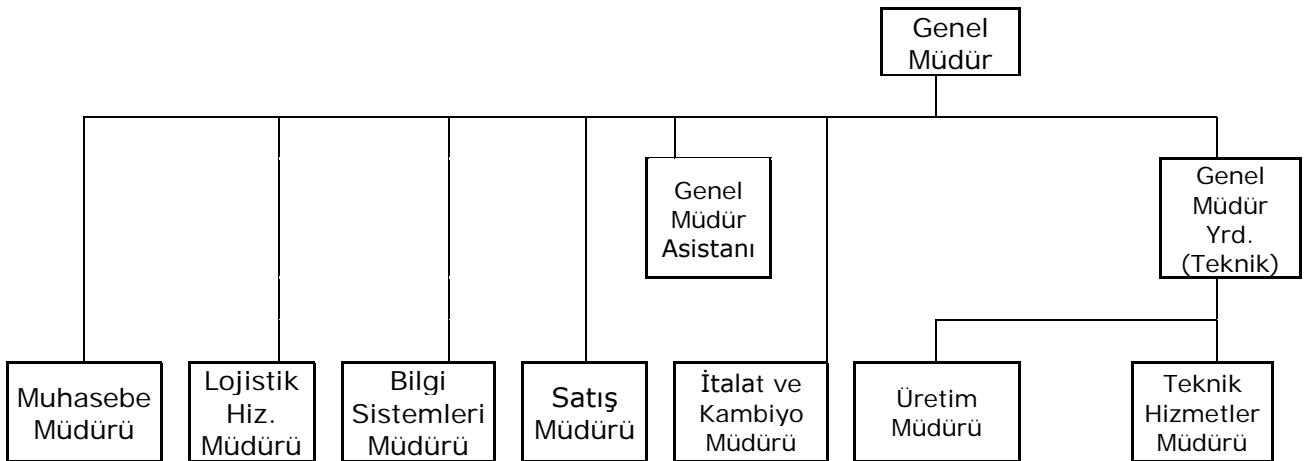 Genel
Müdür
Genel
Müdür
Asistanı
Genel
Müdür
Yrd.
(Teknik)
Muhasebe
Müdürü
Lojistik
Hiz.
Müdürü
Bilgi
Sistemleri
Müdürü
Satış
Müdürü
İtalat ve
Kambiyo
Müdürü
Üretim
Müdürü
Teknik
Hizmetler
Müdürü